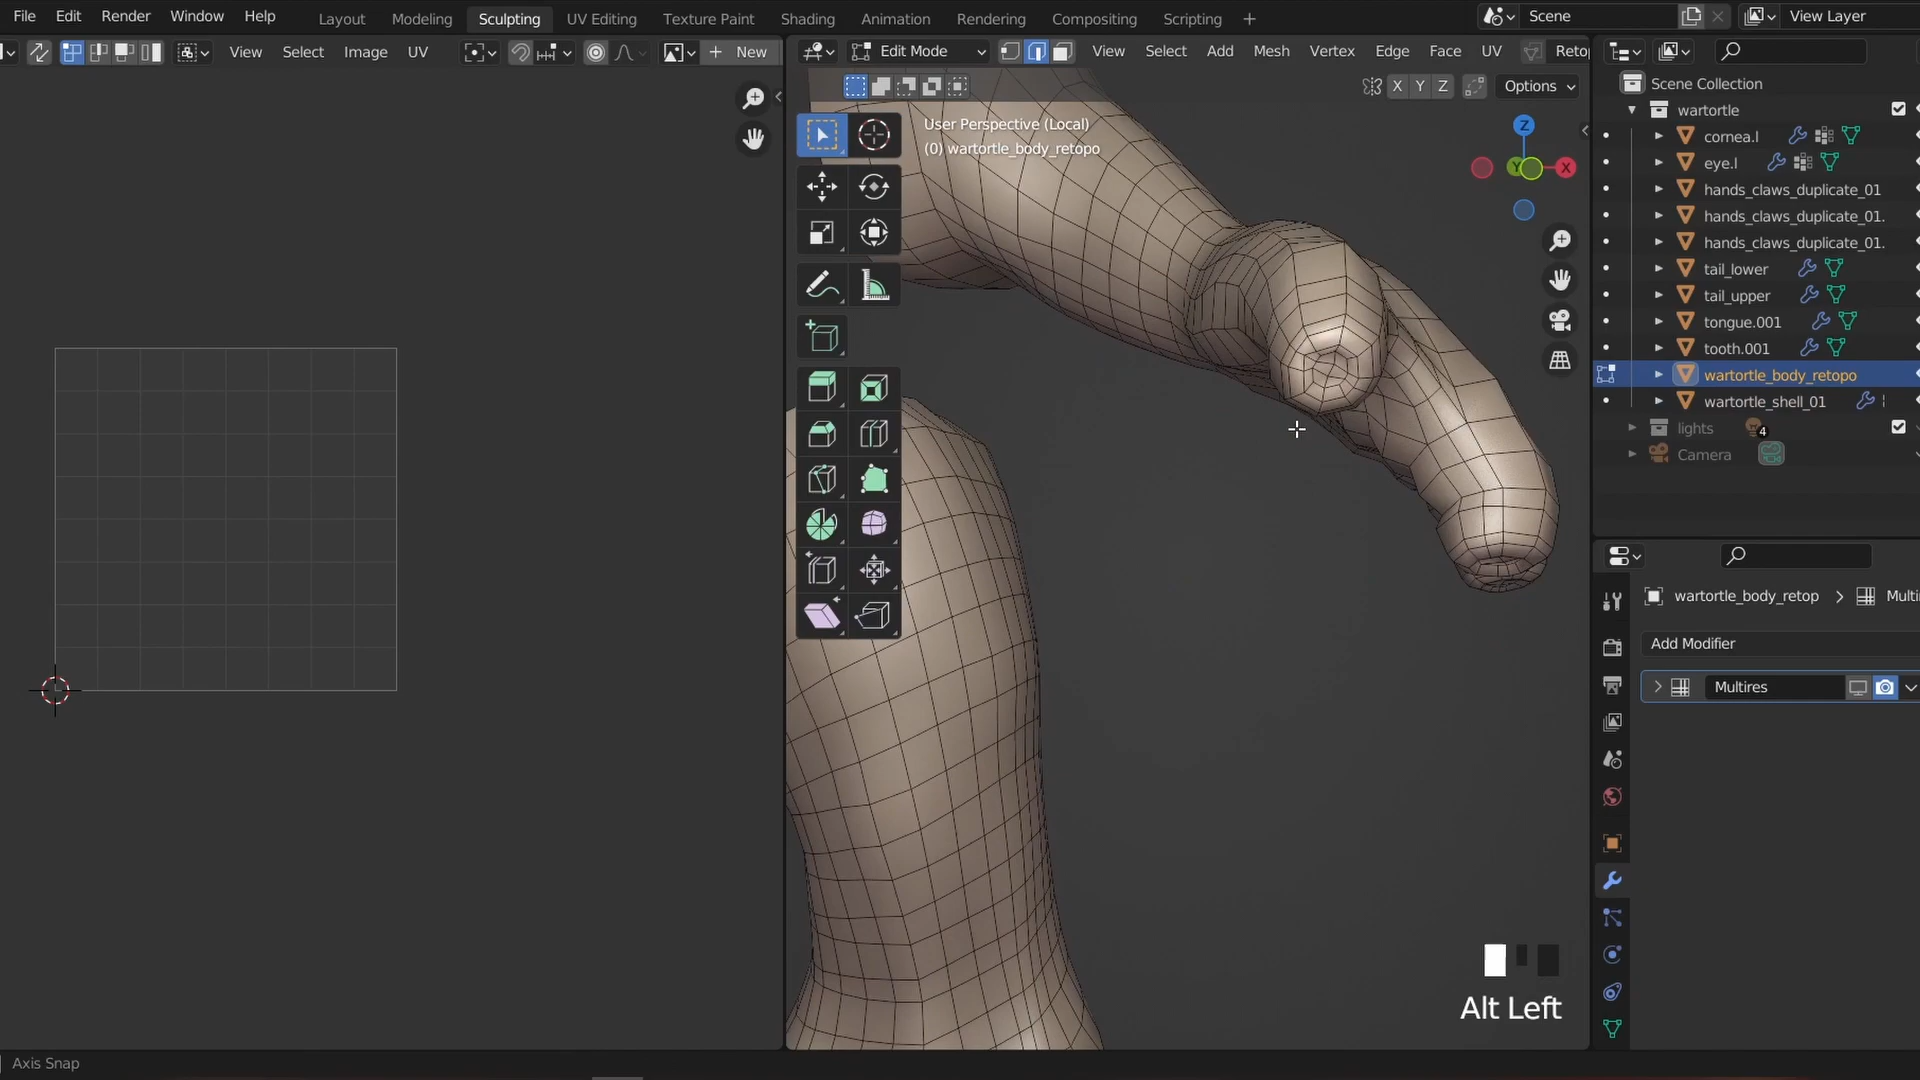 File Edit Render Window Help Layout Modeling Sculpting UV Editing Texture Paint Shading Animation Rendering Compositing Scripting Scene View Layer
View Select Image UV New
Edit Mode View Select Add Mesh Vertex Edge Face UV Retop
X Y Z Options
User Perspective (Local)
(0) wartortle_body_retopo
Z
Y
X
Scene Collection
wartortle
cornea.l
eye.l
hands_claws_duplicate_01
hands_claws_duplicate_01.
hands_claws_duplicate_01.
tail_lower
tail_upper
tongue.001
tooth.001
wartortle_body_retopo
wartortle_shell_01
lights 4
Camera
wartortle_body_retop Multi
Add Modifier
Multires
Alt Left
Axis Snap